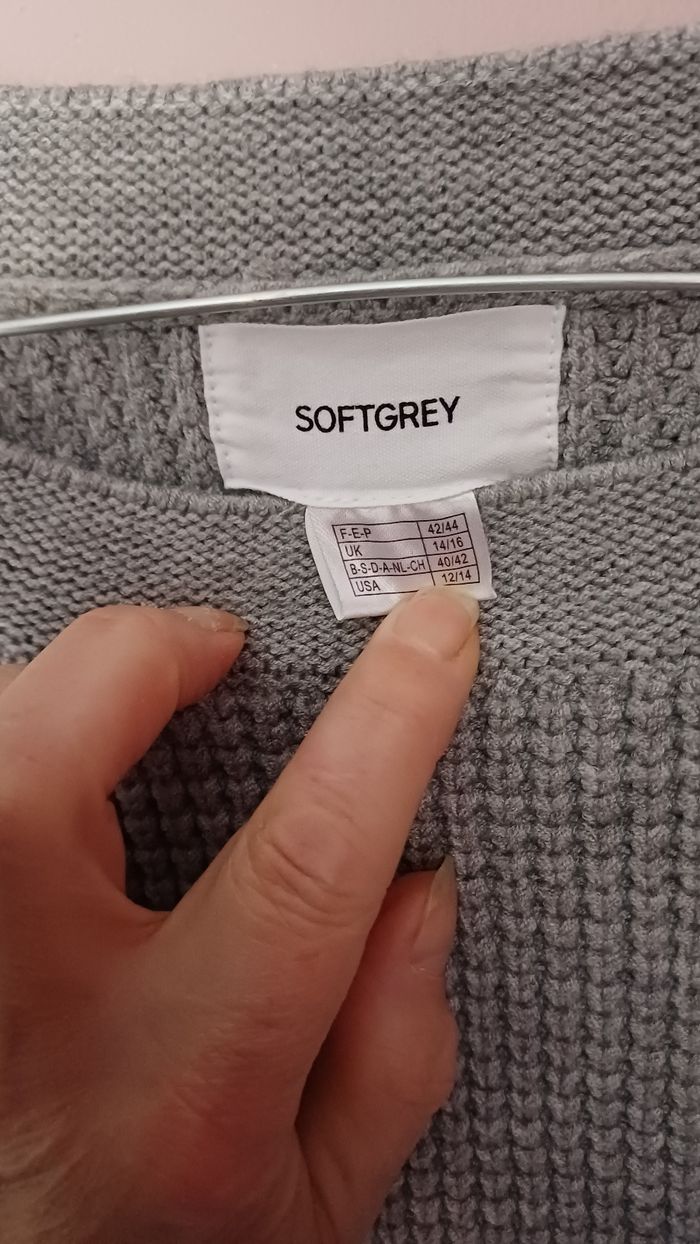 SOFTGREY
F-E-P 42/44
UK 14/16
B-S-D-A-NL-CH 40/42
USA 12/14